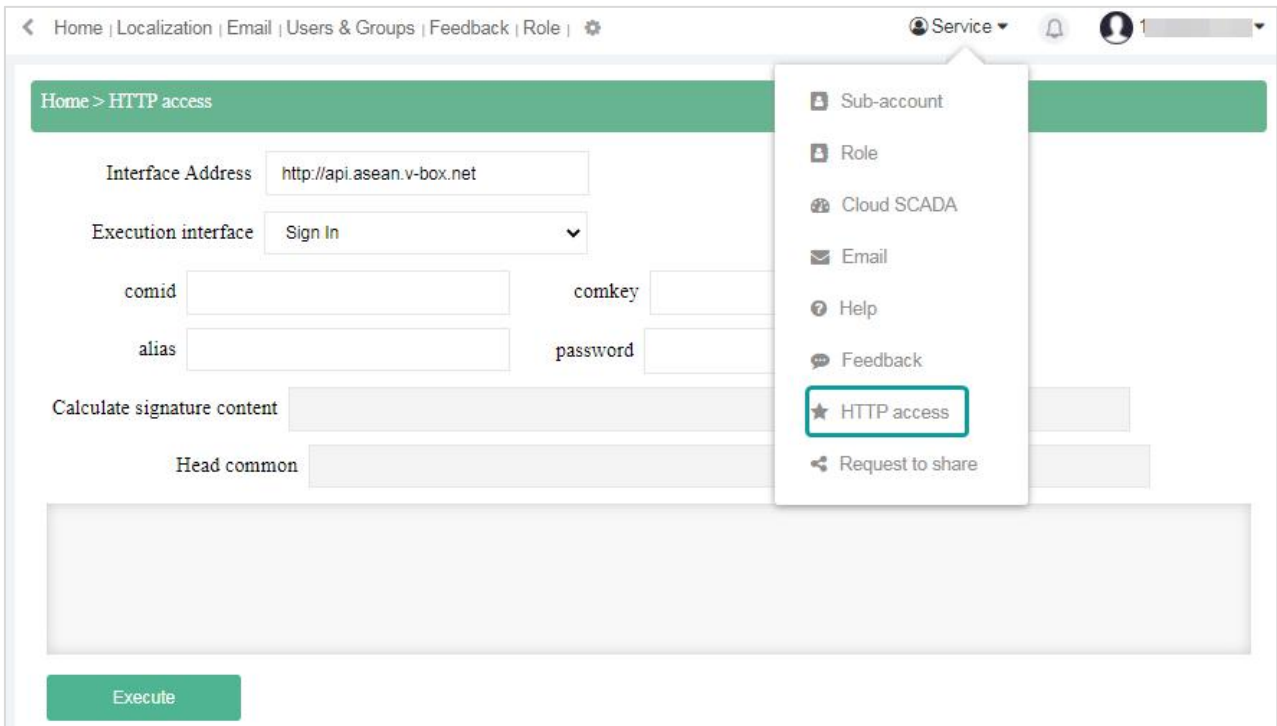 Home | Localization | Email | Users & Groups | Feedback | Role |
Service
1
Home > HTTP access
Interface Address http://api.asean.v-box.net
Execution interface Sign In
comid comkey
alias password
Calculate signature content
Head common
Execute
Sub-account
Role
Cloud SCADA
Email
Help
Feedback
HTTP access
Request to share